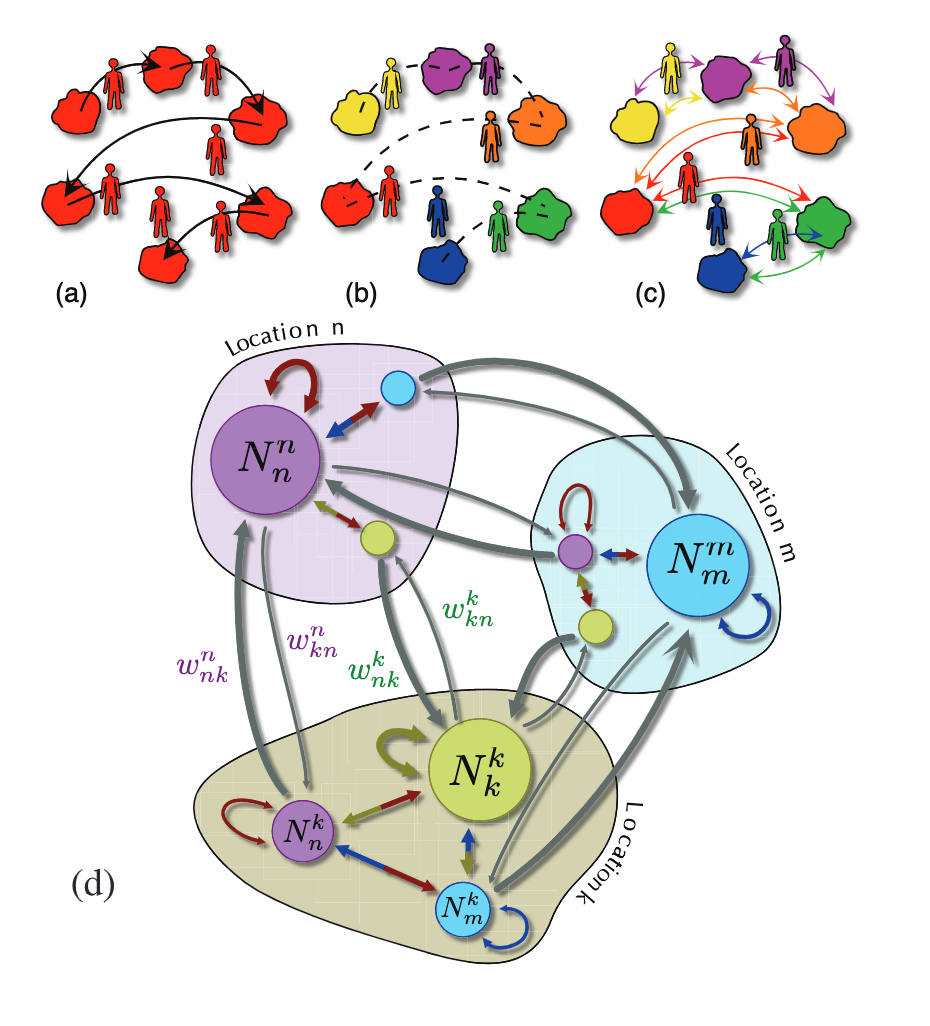 (a) (b) (c)
Location n
Location m
N_n^n
N_m^m
w_{kn}^k
w_{kn}^n
w_{nk}^n
w_{nk}^k
N_k^k
N_n^k
N_m^k
Location k
(d)